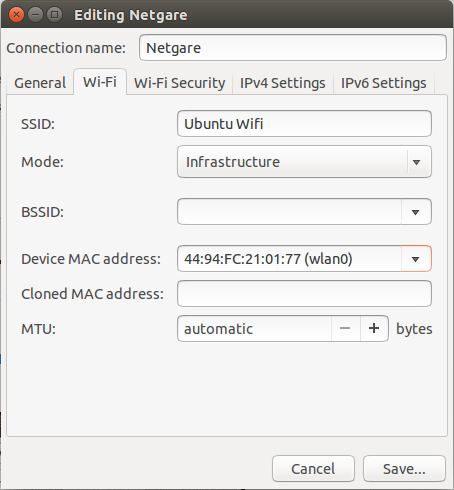 Editing Netgare
Connection name: Netgare
General Wi-Fi Wi-Fi Security IPv4 Settings IPv6 Settings
SSID: Ubuntu Wifi
Mode: Infrastructure
BSSID:
Device MAC address: 44:94:FC:21:01:77 (wlan0)
Cloned MAC address:
MTU: automatic − + bytes
Cancel Save...